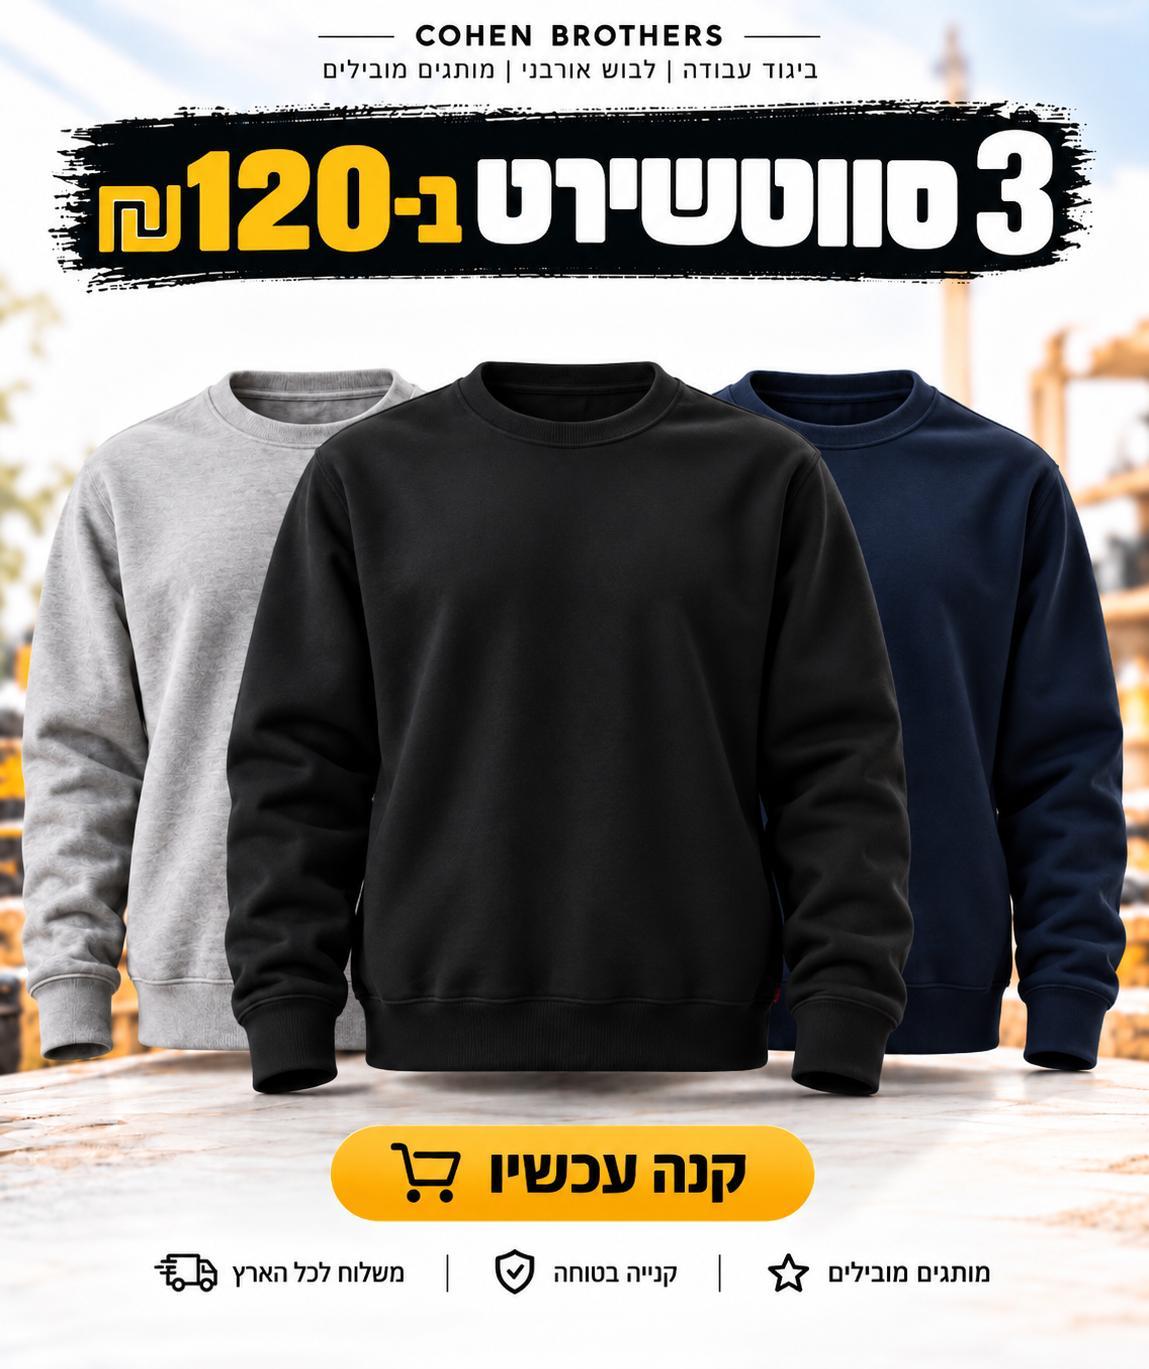 COHEN BROTHERS
ביגוד עבודה | לבוש אורבני | מותגים מובילים
3 סווטשירט ב-120₪
קנה עכשיו
מותגים מובילים | קנייה בטוחה | משלוח לכל הארץ